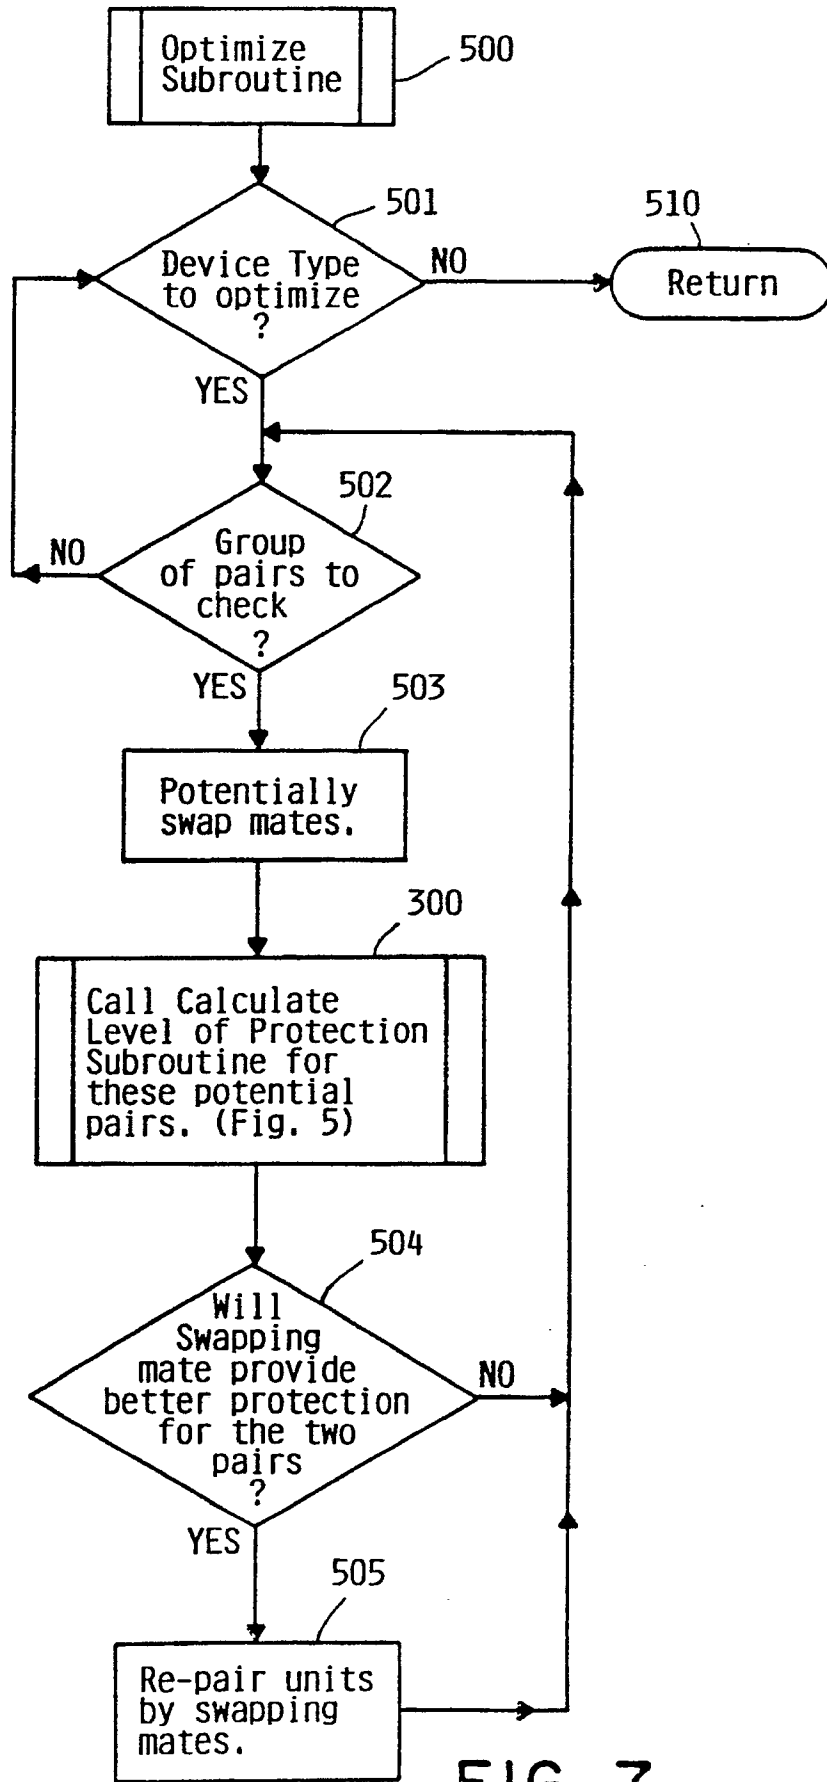 Optimize
Subroutine
500
501
Device Type
to optimize
?
NO
510
Return
YES
502
Group
of pairs to
check
?
NO
YES
503
Potentially
swap mates.
300
Call Calculate
Level of Protection
Subroutine for
these potential
pairs. (Fig. 5)
504
Will
Swapping
mate provide
better protection
for the two
pairs
?
NO
YES
505
Re-pair units
by swapping
mates.
FIG. 7